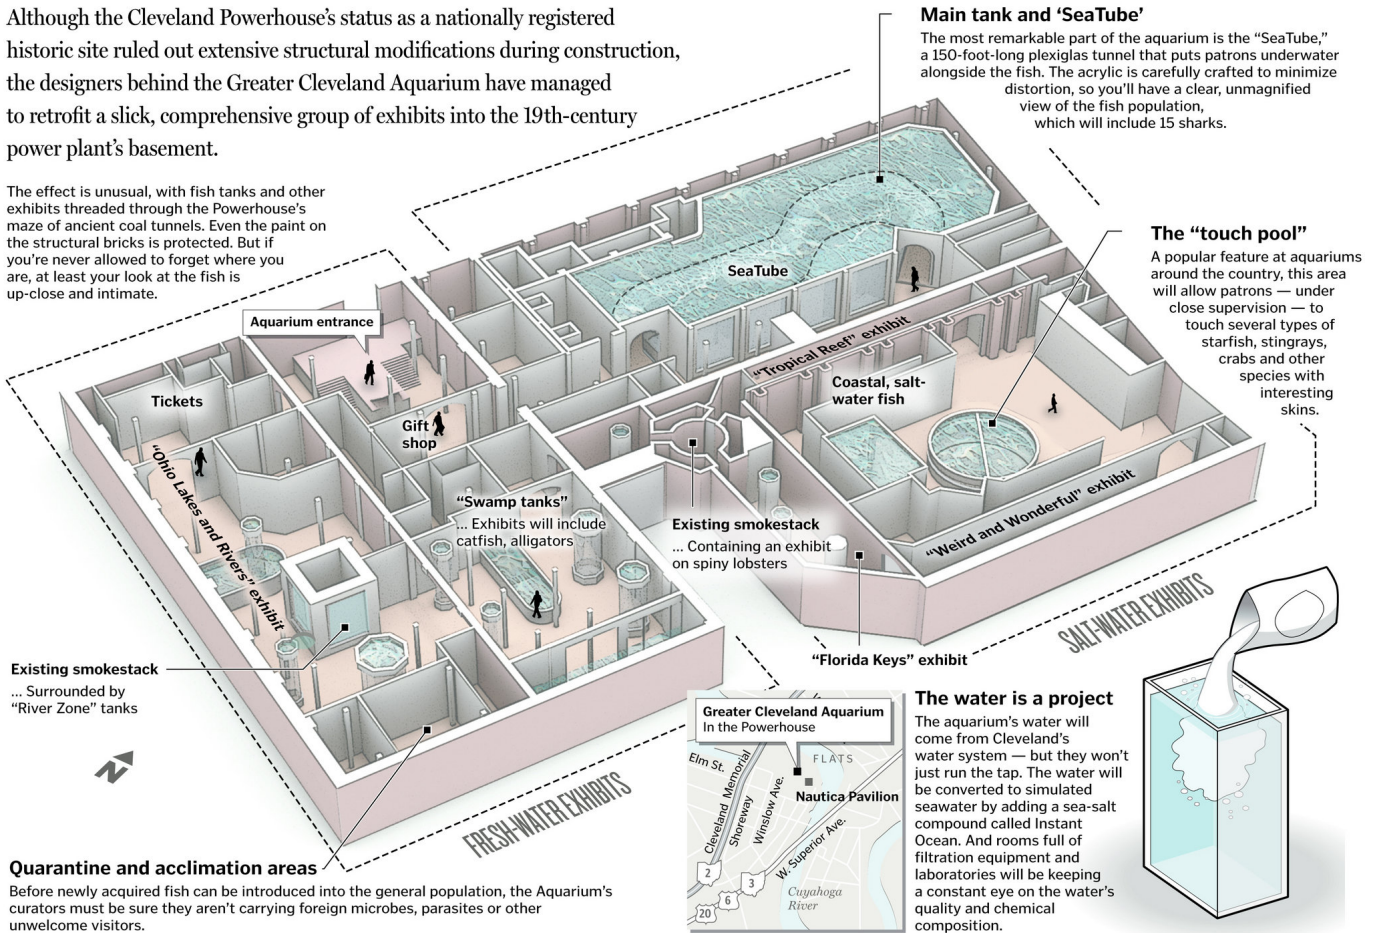 Although the Cleveland Powerhouse's status as a nationally registered
historic site ruled out extensive structural modifications during construction,
the designers behind the Greater Cleveland Aquarium have managed
to retrofit a slick, comprehensive group of exhibits into the 19th-century
power plant's basement.
The effect is unusual, with fish tanks and other
exhibits threaded through the Powerhouse's
maze of ancient coal tunnels. Even the paint on
the structural bricks is protected. But if
you're never allowed to forget where you
are, at least your look at the fish is
up-close and intimate.
Main tank and 'SeaTube'
The most remarkable part of the aquarium is the “SeaTube,”
a 150-foot-long plexiglas tunnel that puts patrons underwater
alongside the fish. The acrylic is carefully crafted to minimize
distortion, so you'll have a clear, unmagnified
view of the fish population,
which will include 15 sharks.
The “touch pool”
A popular feature at aquariums
around the country, this area
will allow patrons — under
close supervision — to
touch several types of
starfish, stingrays,
crabs and other
species with
interesting
skins.
SeaTube
Aquarium entrance
“Tropical Reef” exhibit
Coastal, salt-
water fish
Tickets
Gift
shop
“Ohio Lakes and Rivers” exhibit
“Swamp tanks”
... Exhibits will include
catfish, alligators
Existing smokestack
... Containing an exhibit
on spiny lobsters
“Weird and Wonderful” exhibit
“Florida Keys” exhibit
SALT-WATER EXHIBITS
Existing smokestack
... Surrounded by
“River Zone” tanks
N
FRESH-WATER EXHIBITS
Quarantine and acclimation areas
Before newly acquired fish can be introduced into the general population, the Aquarium's
curators must be sure they aren't carrying foreign microbes, parasites or other
unwelcome visitors.
Greater Cleveland Aquarium
In the Powerhouse
FLATS
Elm St.
Cleveland Memorial
Shoreway
Winslow Ave.
Nautica Pavilion
W. Superior Ave.
2
3
6
20
Cuyahoga
River
The water is a project
The aquarium's water will
come from Cleveland's
water system — but they won't
just run the tap. The water will
be converted to simulated
seawater by adding a sea-salt
compound called Instant
Ocean. And rooms full of
filtration equipment and
laboratories will be keeping
a constant eye on the water's
quality and chemical
composition.